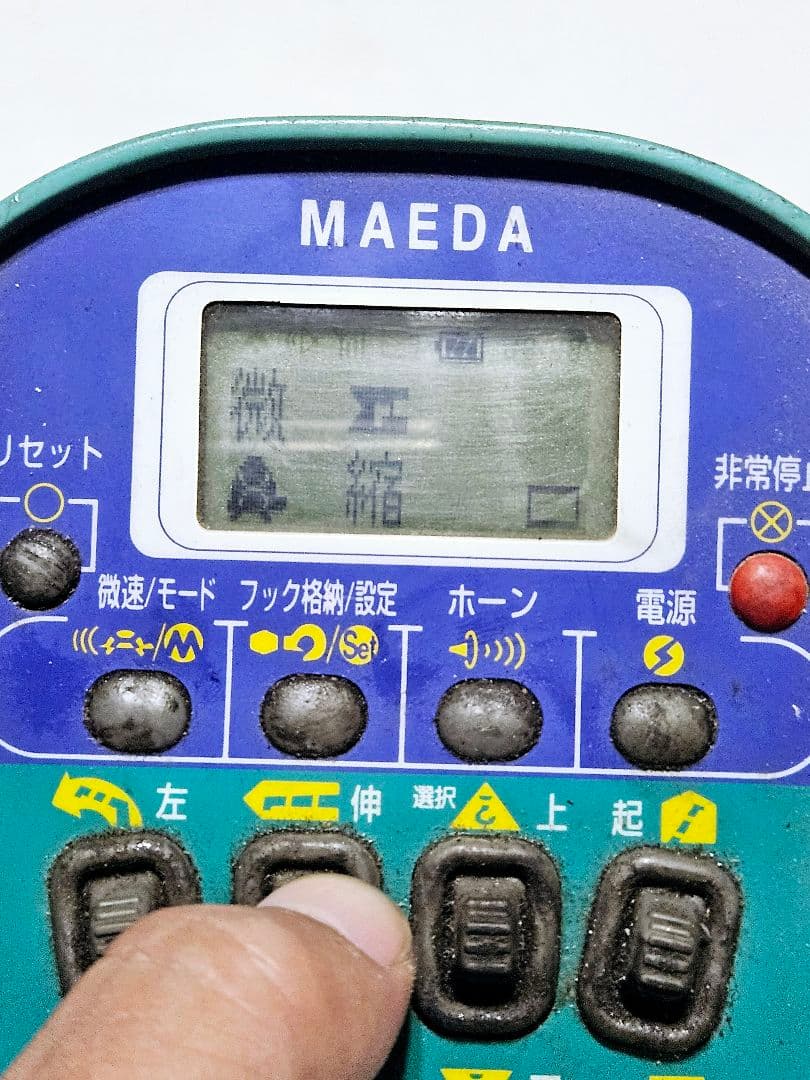 MAEDA
微
縮
リセット
非常停止
微速/モード
フック格納/設定
ホーン
電源
M
Set
左
伸
選択
上
起